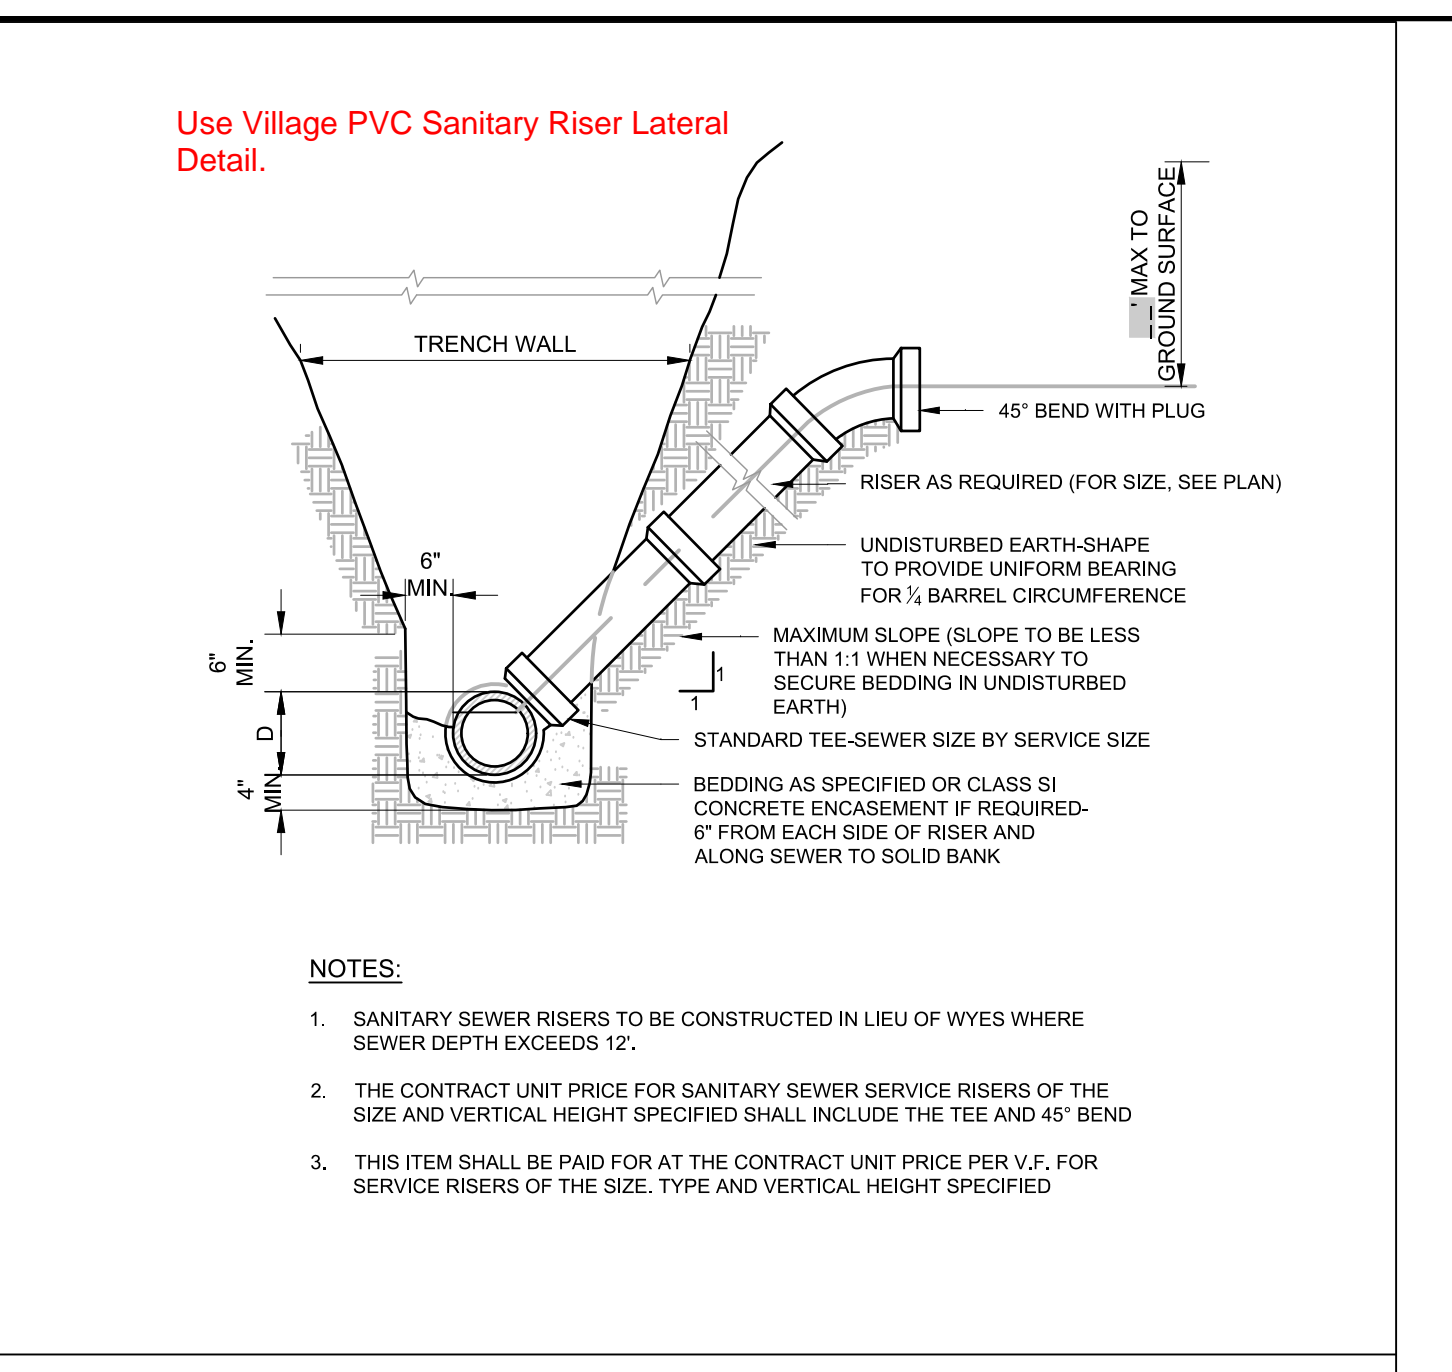 Use Village PVC Sanitary Riser Lateral
Detail.
__' MAX TO
GROUND SURFACE
TRENCH WALL
45° BEND WITH PLUG
RISER AS REQUIRED (FOR SIZE, SEE PLAN)
UNDISTURBED EARTH-SHAPE
TO PROVIDE UNIFORM BEARING
FOR ¼ BARREL CIRCUMFERENCE
6"
MIN.
6"
MIN.
MAXIMUM SLOPE (SLOPE TO BE LESS
THAN 1:1 WHEN NECESSARY TO
SECURE BEDDING IN UNDISTURBED
EARTH)
1
1
D
STANDARD TEE-SEWER SIZE BY SERVICE SIZE
4"
MIN.
BEDDING AS SPECIFIED OR CLASS SI
CONCRETE ENCASEMENT IF REQUIRED-
6" FROM EACH SIDE OF RISER AND
ALONG SEWER TO SOLID BANK
NOTES:
1. SANITARY SEWER RISERS TO BE CONSTRUCTED IN LIEU OF WYES WHERE
SEWER DEPTH EXCEEDS 12'.
2. THE CONTRACT UNIT PRICE FOR SANITARY SEWER SERVICE RISERS OF THE
SIZE AND VERTICAL HEIGHT SPECIFIED SHALL INCLUDE THE TEE AND 45° BEND
3. THIS ITEM SHALL BE PAID FOR AT THE CONTRACT UNIT PRICE PER V.F. FOR
SERVICE RISERS OF THE SIZE. TYPE AND VERTICAL HEIGHT SPECIFIED